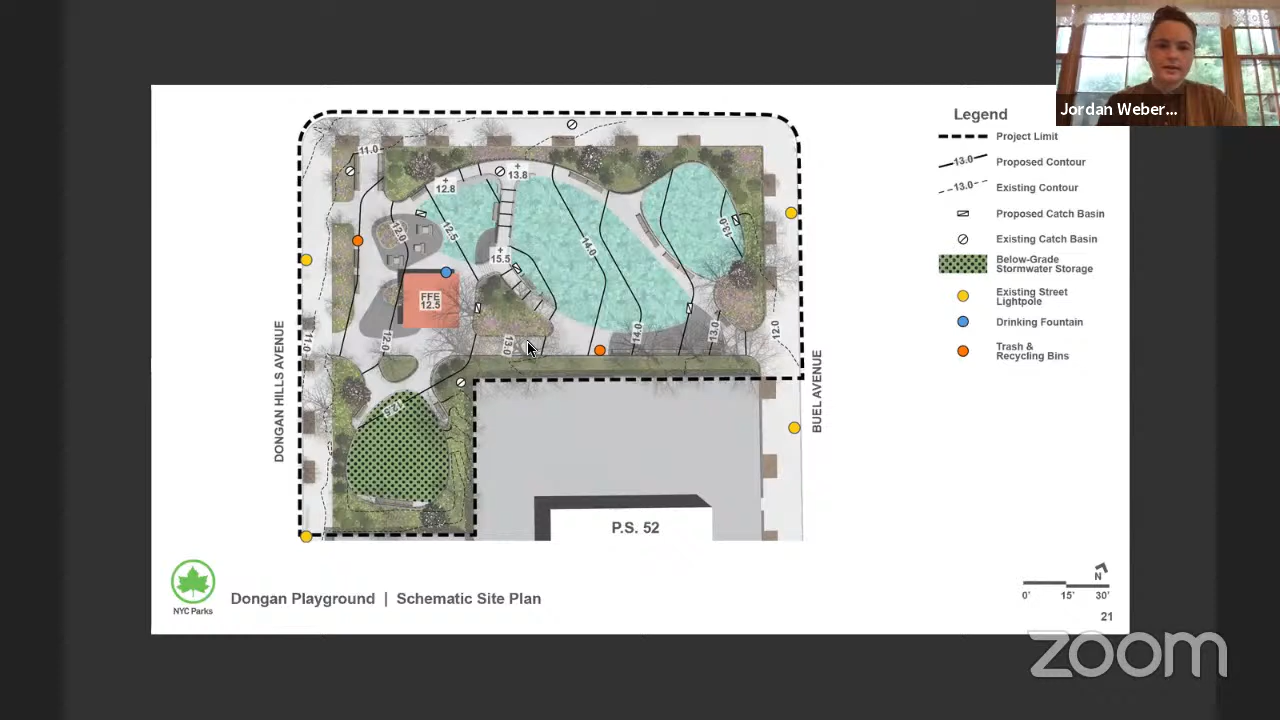 Jordan Weber...
Legend
Project Limit
13.0
Proposed Contour
13.0
Existing Contour
Proposed Catch Basin
Existing Catch Basin
Below-Grade
Stormwater Storage
Existing Street
Lightpole
Drinking Fountain
Trash &
Recycling Bins
11.0
+
13.8
+
12.8
12.0
12.5
13.0
14.0
+
15.5
FFE
12.5
11.0
12.0
13.0
14.0
13.0
12.0
12.5
DONGAN HILLS AVENUE
BUEL AVENUE
P.S. 52
NYC Parks
Dongan Playground | Schematic Site Plan
N
0' 15' 30'
21
zoom